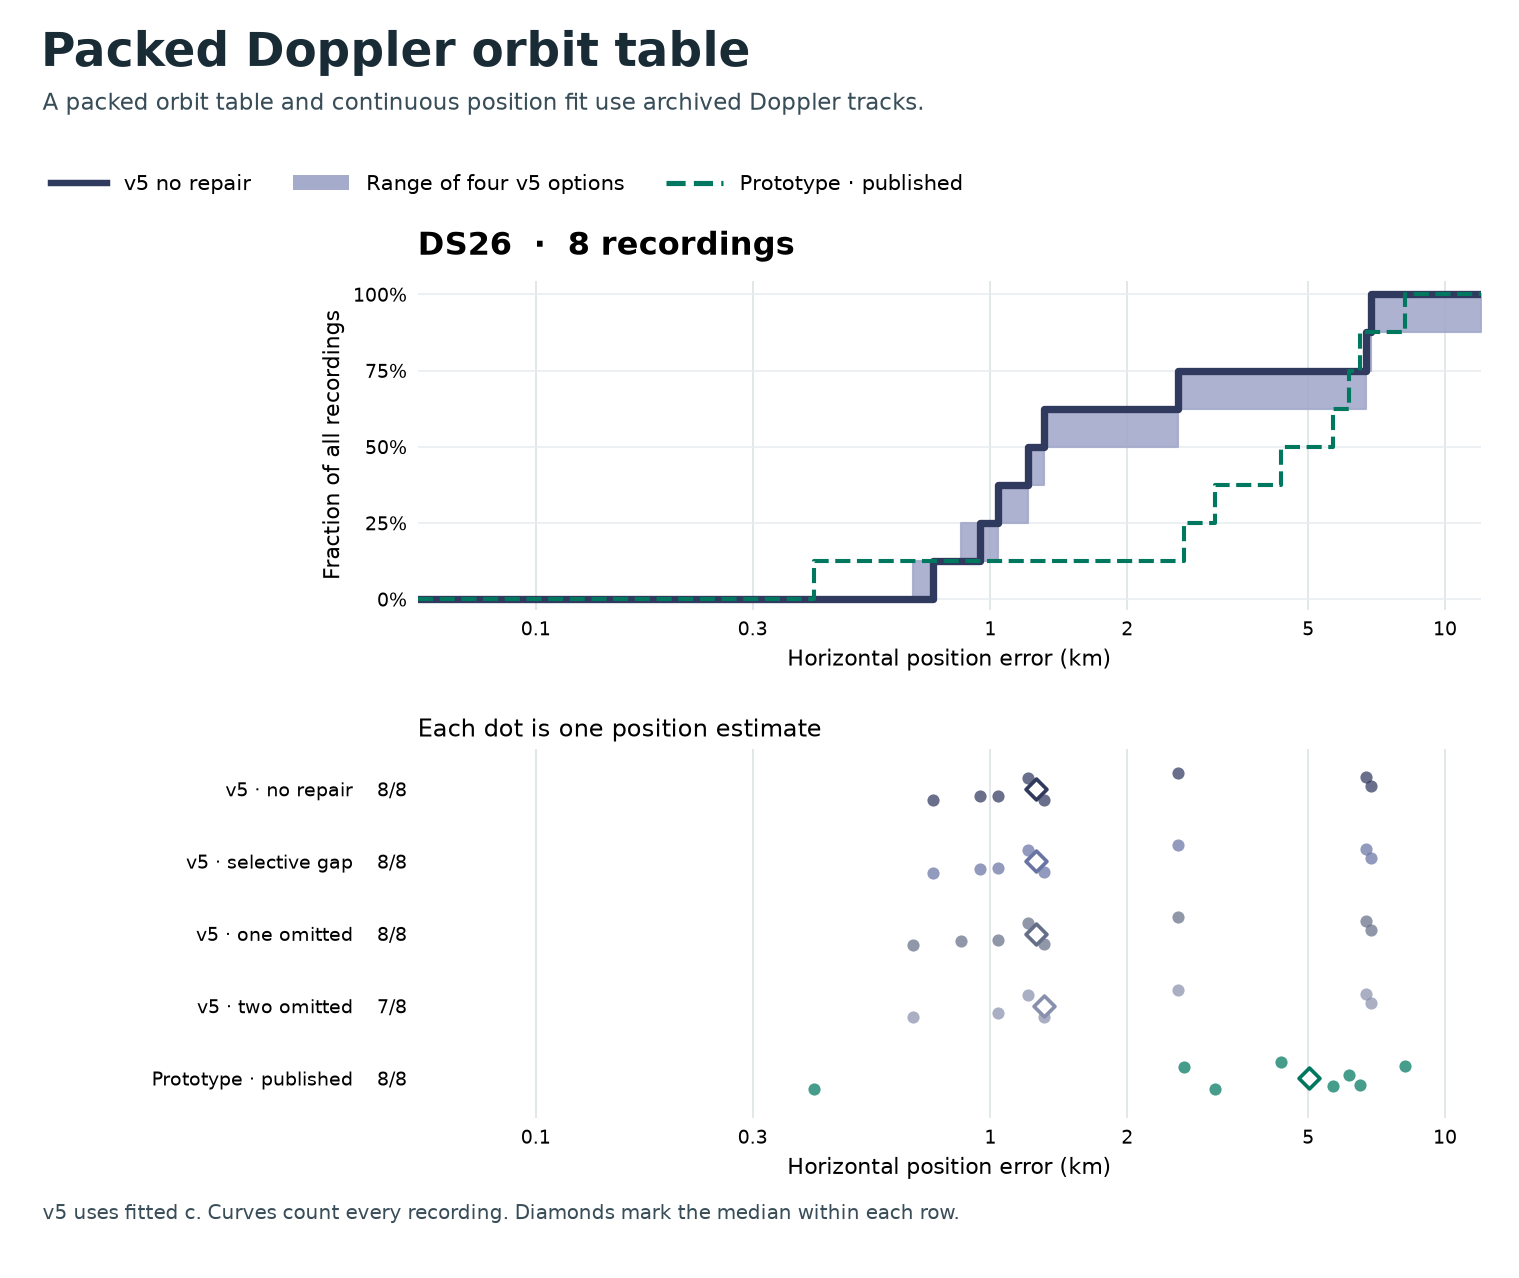 Packed Doppler orbit table
A packed orbit table and continuous position fit use archived Doppler tracks.
v5 no repair
Range of four v5 options
Prototype · published
DS26 · 8 recordings
Fraction of all recordings
100%
75%
50%
25%
0%
0.1 0.3 1 2 5 10
Horizontal position error (km)
Each dot is one position estimate
v5 · no repair 8/8
v5 · selective gap 8/8
v5 · one omitted 8/8
v5 · two omitted 7/8
Prototype · published 8/8
0.1 0.3 1 2 5 10
Horizontal position error (km)
v5 uses fitted c. Curves count every recording. Diamonds mark the median within each row.